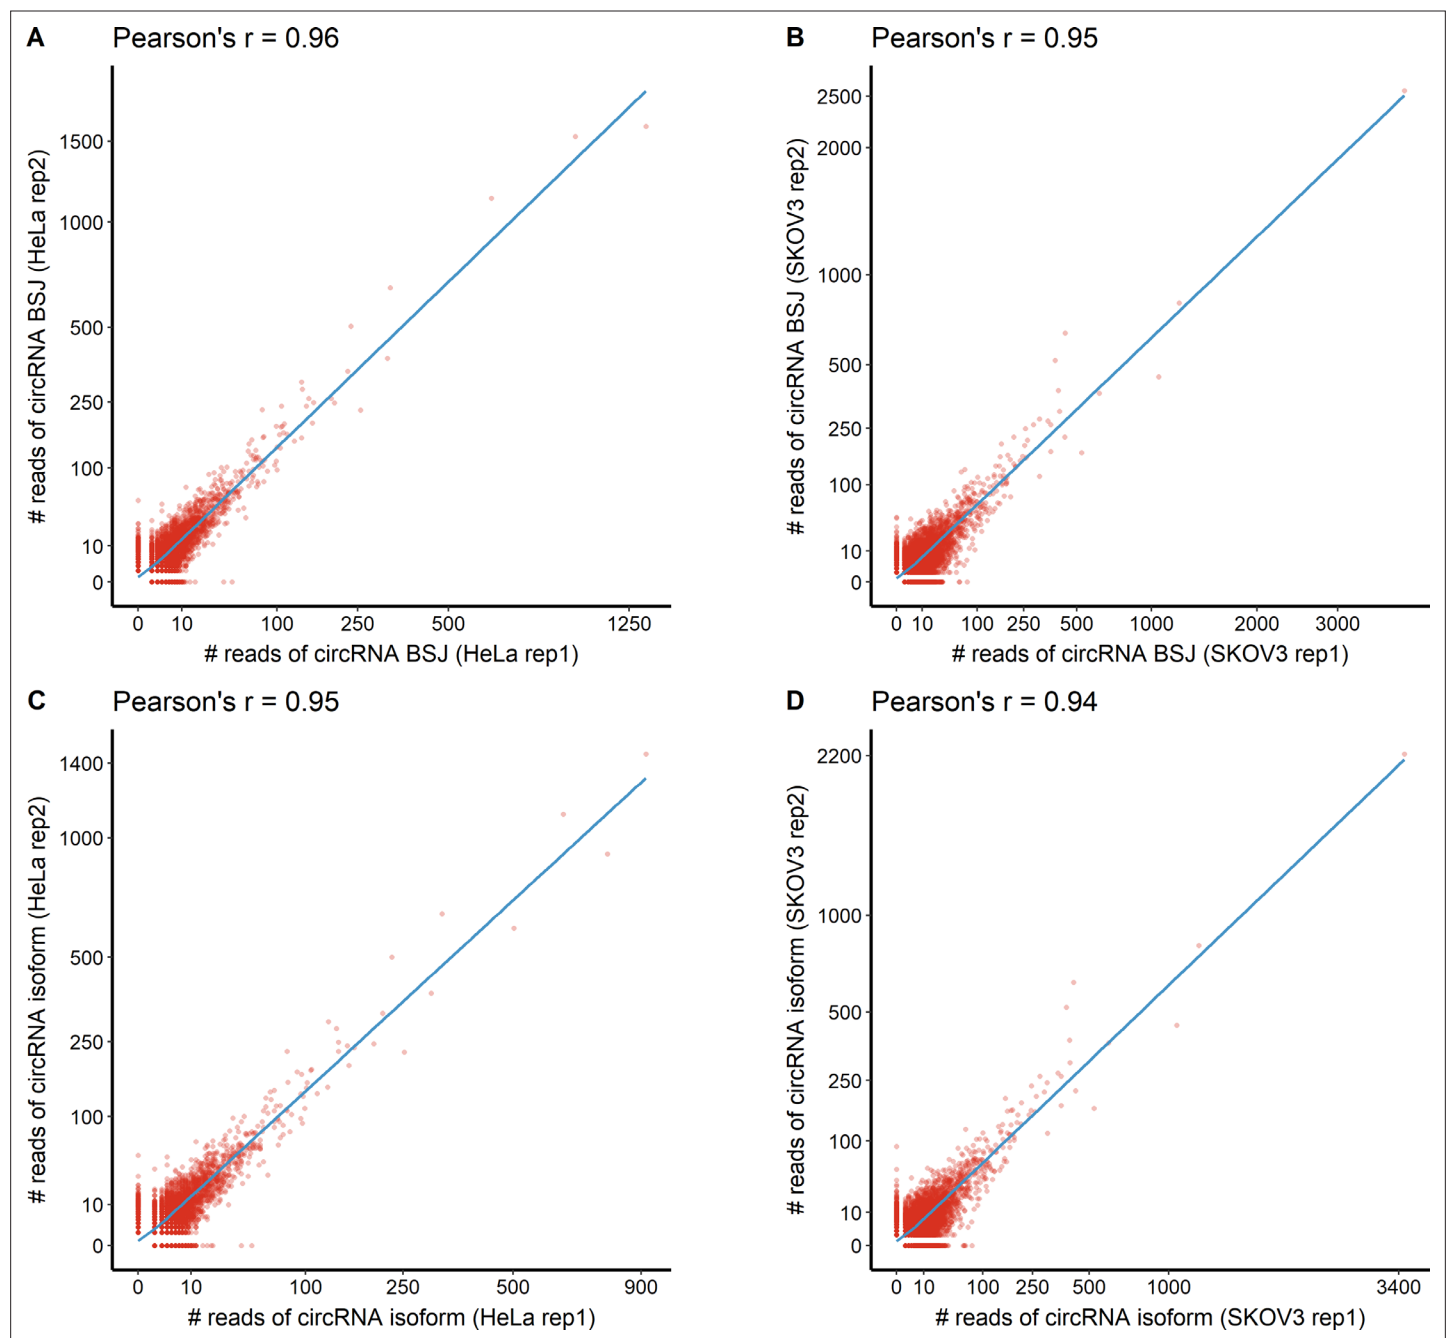 A Pearson's r = 0.96
# reads of circRNA BSJ (HeLa rep2)
1500
1000
500
250
100
10
0
0 10 100 250 500 1250
# reads of circRNA BSJ (HeLa rep1)
B Pearson's r = 0.95
# reads of circRNA BSJ (SKOV3 rep2)
2500
2000
1000
500
250
100
10
0
0 10 100 250 500 1000 2000 3000
# reads of circRNA BSJ (SKOV3 rep1)
C Pearson's r = 0.95
# reads of circRNA isoform (HeLa rep2)
1400
1000
500
250
100
10
0
0 10 100 250 500 900
# reads of circRNA isoform (HeLa rep1)
D Pearson's r = 0.94
# reads of circRNA isoform (SKOV3 rep2)
2200
1000
500
250
100
10
0
0 10 100 250 500 1000 3400
# reads of circRNA isoform (SKOV3 rep1)